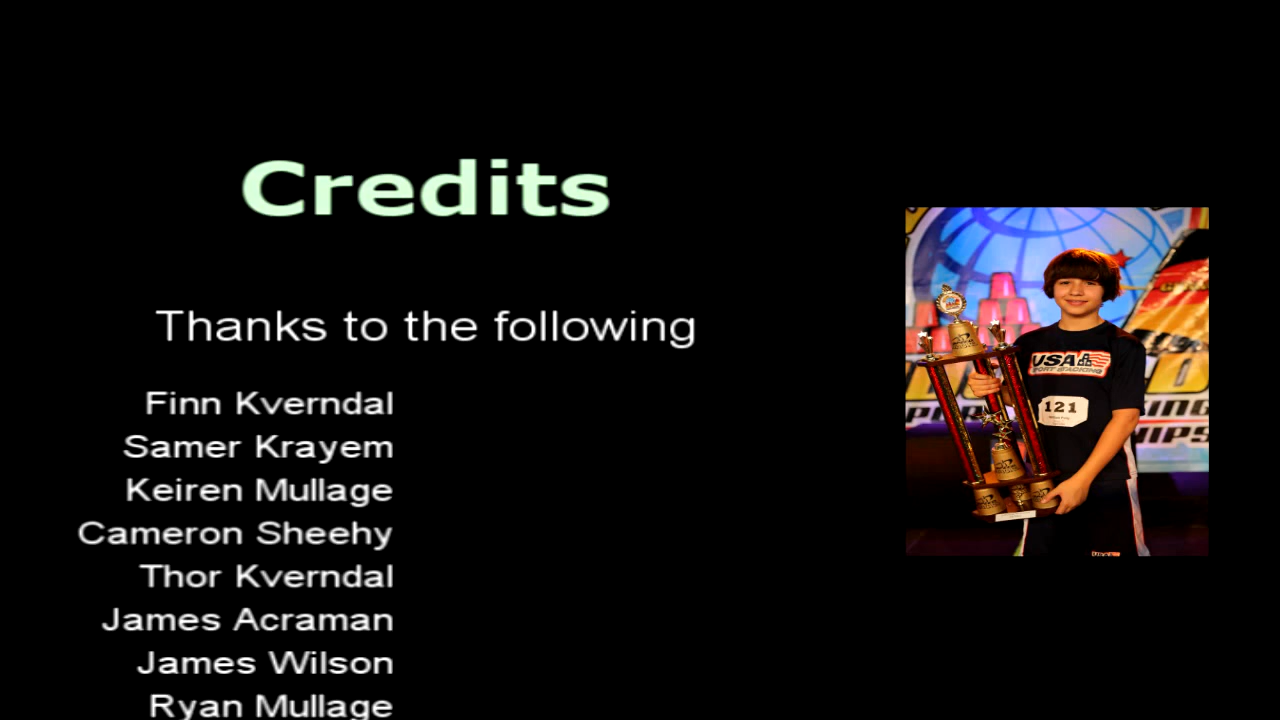 Credits
Thanks to the following
Finn Kverndal
Samer Krayem
Keiren Mullage
Cameron Sheehy
Thor Kverndal
James Acraman
James Wilson
Ryan Mullage
USA
SPORT STACKING
121